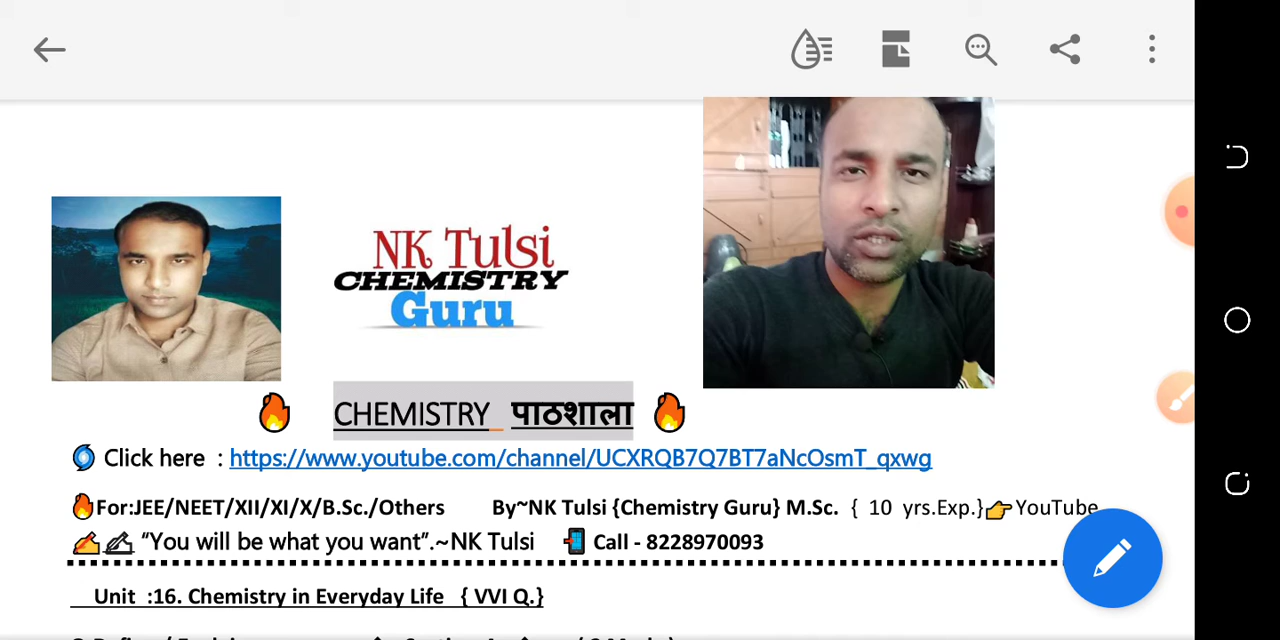 NK Tulsi
CHEMISTRY
Guru
CHEMISTRY_ पाठशाला
Click here : https://www.youtube.com/channel/UCXRQB7Q7BT7aNcOsmT_qxwg
For:JEE/NEET/XII/XI/X/B.Sc./Others By~NK Tulsi {Chemistry Guru} M.Sc. { 10 yrs.Exp.}👉YouTube
“You will be what you want”.~NK Tulsi Call - 8228970093
Unit :16. Chemistry in Everyday Life { VVI Q.}